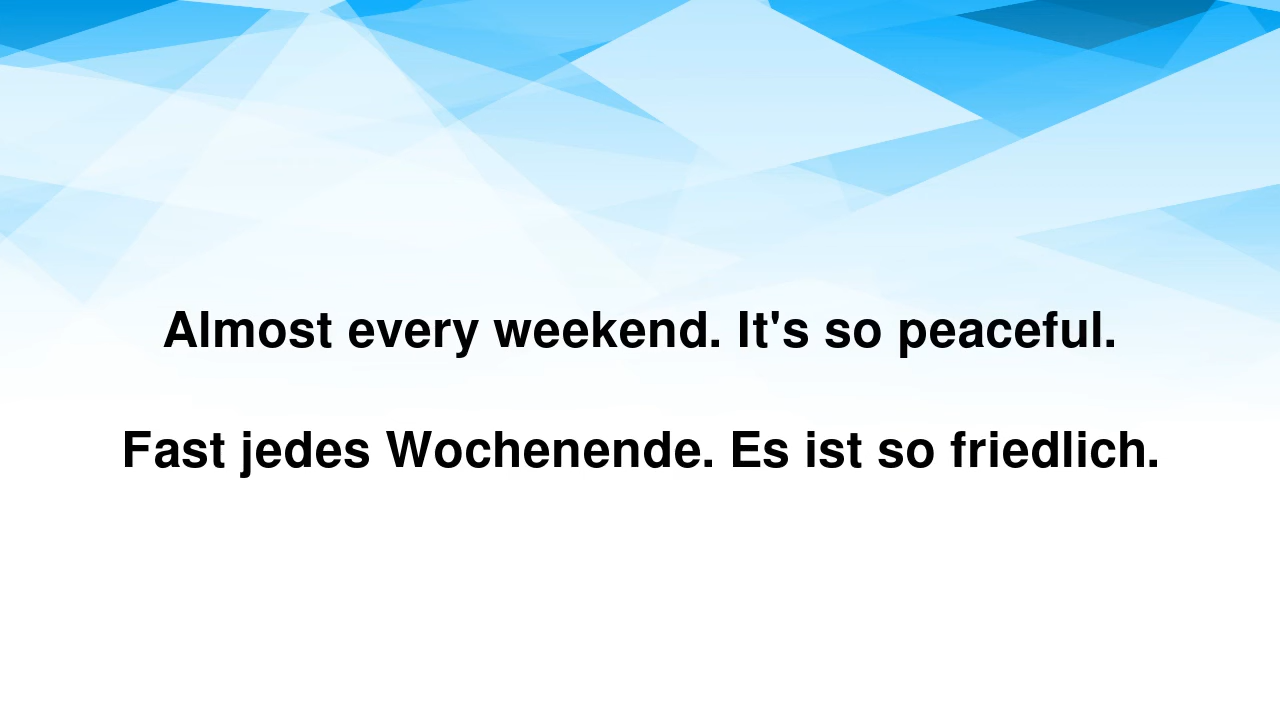 Almost every weekend. It's so peaceful.
Fast jedes Wochenende. Es ist so friedlich.